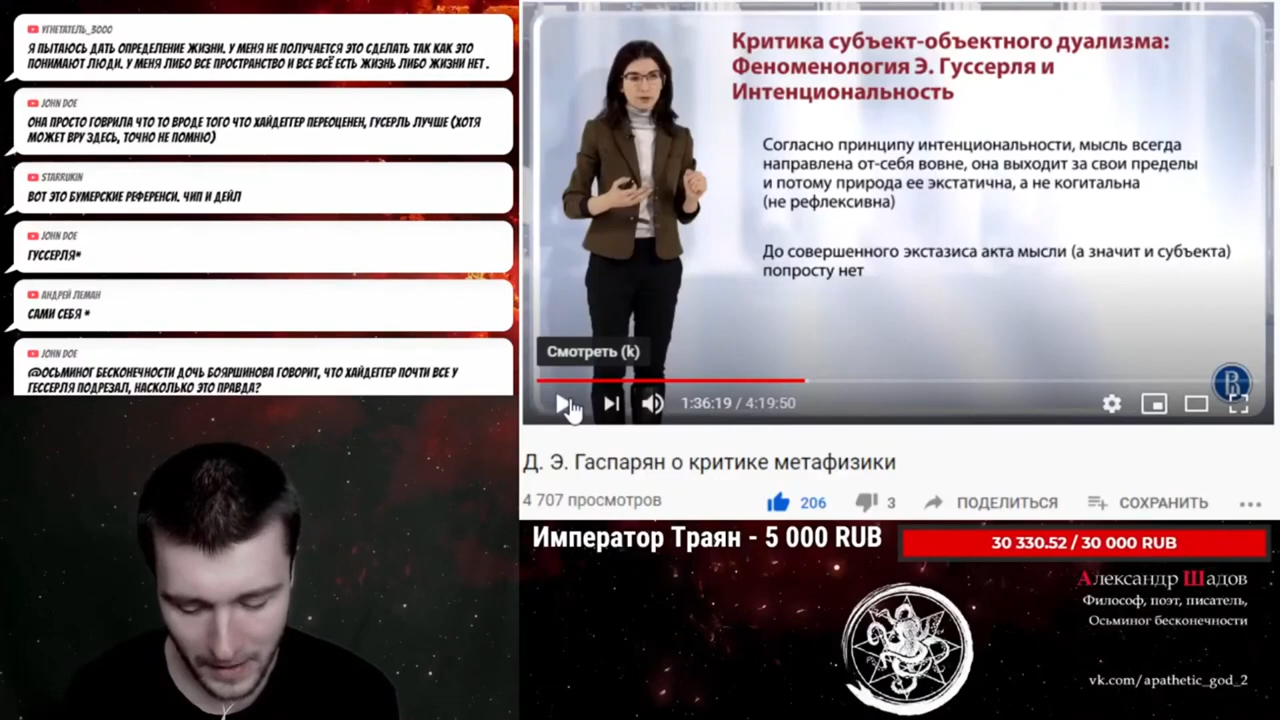 УГНЕТАТЕЛЬ_3000
Я ПЫТАЮСЬ ДАТЬ ОПРЕДЕЛЕНИЕ ЖИЗНИ. У МЕНЯ НЕ ПОЛУЧАЕТСЯ ЭТО СДЕЛАТЬ ТАК КАК ЭТО
ПОНИМАЮТ ЛЮДИ. У МЕНЯ ЛИБО ВСЕ ПРОСТРАНСТВО И ВСЕ ВСЁ ЕСТЬ ЖИЗНЬ ЛИБО ЖИЗНИ НЕТ .
JOHN DOE
ОНА ПРОСТО ГОВРИЛА ЧТО ТО ВРОДЕ ТОГО ЧТО ХАЙДЕГГЕР ПЕРЕОЦЕНЕН, ГУСЕРЛЬ ЛУЧШЕ (ХОТЯ
МОЖЕТ ВРУ ЗДЕСЬ, ТОЧНО НЕ ПОМНЮ)
STARRUKIN
ВОТ ЭТО БУМЕРСКИЕ РЕФЕРЕНСИ. ЧИП И ДЕЙЛ
JOHN DOE
ГУССЕРЛЯ*
АНДРЕЙ ЛЕМАН
САМИ СЕБЯ *
JOHN DOE
@ОСЬМИНОГ БЕСКОНЕЧНОСТИ ДОЧЬ БОЯРШИНОВА ГОВОРИТ, ЧТО ХАЙДЕГГЕР ПОЧТИ ВСЕ У
ГЕССЕРЛЯ ПОДРЕЗАЛ, НАСКОЛЬКО ЭТО ПРАВДА?
Критика субъект-объектного дуализма:
Феноменология Э. Гуссерля и
Интенциональность
Согласно принципу интенциональности, мысль всегда
направлена от-себя вовне, она выходит за свои пределы
и потому природа ее экстатична, а не когитальна
(не рефлексивна)
До совершенного экстазиса акта мысли (а значит и субъекта)
попросту нет
Смотреть (k)
1:36:19 / 4:19:50
Д. Э. Гаспарян о критике метафизики
4 707 просмотров
206
3
ПОДЕЛИТЬСЯ
СОХРАНИТЬ
Император Траян - 5 000 RUB
30 330.52 / 30 000 RUB
Александр Шадов
Философ, поэт, писатель,
Осьминог бесконечности
vk.com/apathetic_god_2